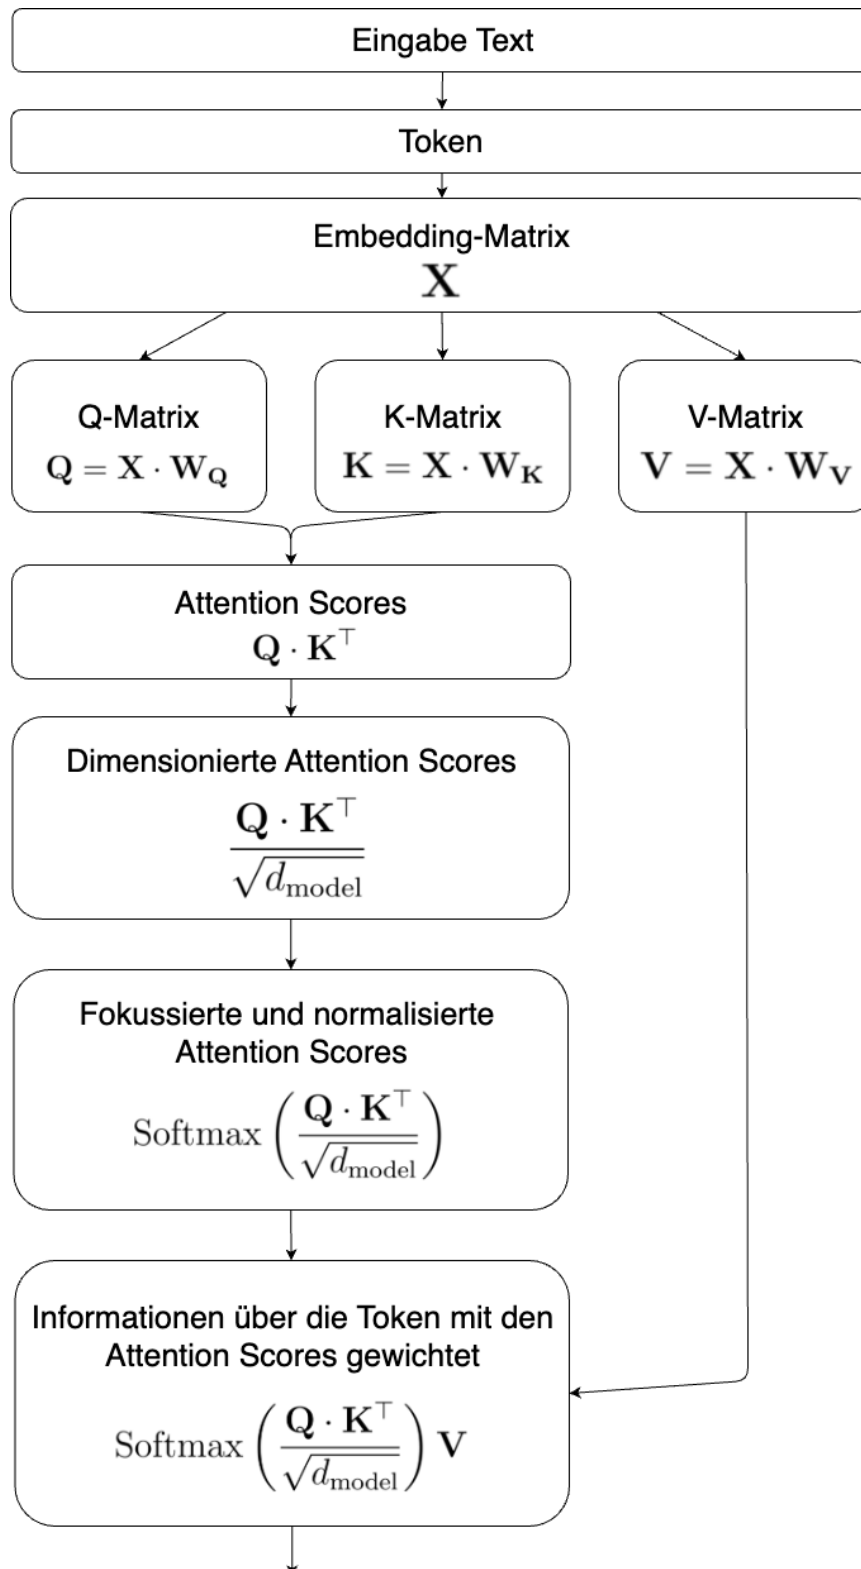 Eingabe Text
Token
Embedding-Matrix
X
Q-Matrix
Q = X · W_Q
K-Matrix
K = X · W_K
V-Matrix
V = X · W_V
Attention Scores
Q · K^⊤
Dimensionierte Attention Scores
Q · K^⊤
√d_model
Fokussierte und normalisierte
Attention Scores
Softmax (Q · K^⊤ / √d_model)
Informationen über die Token mit den
Attention Scores gewichtet
Softmax (Q · K^⊤ / √d_model) V